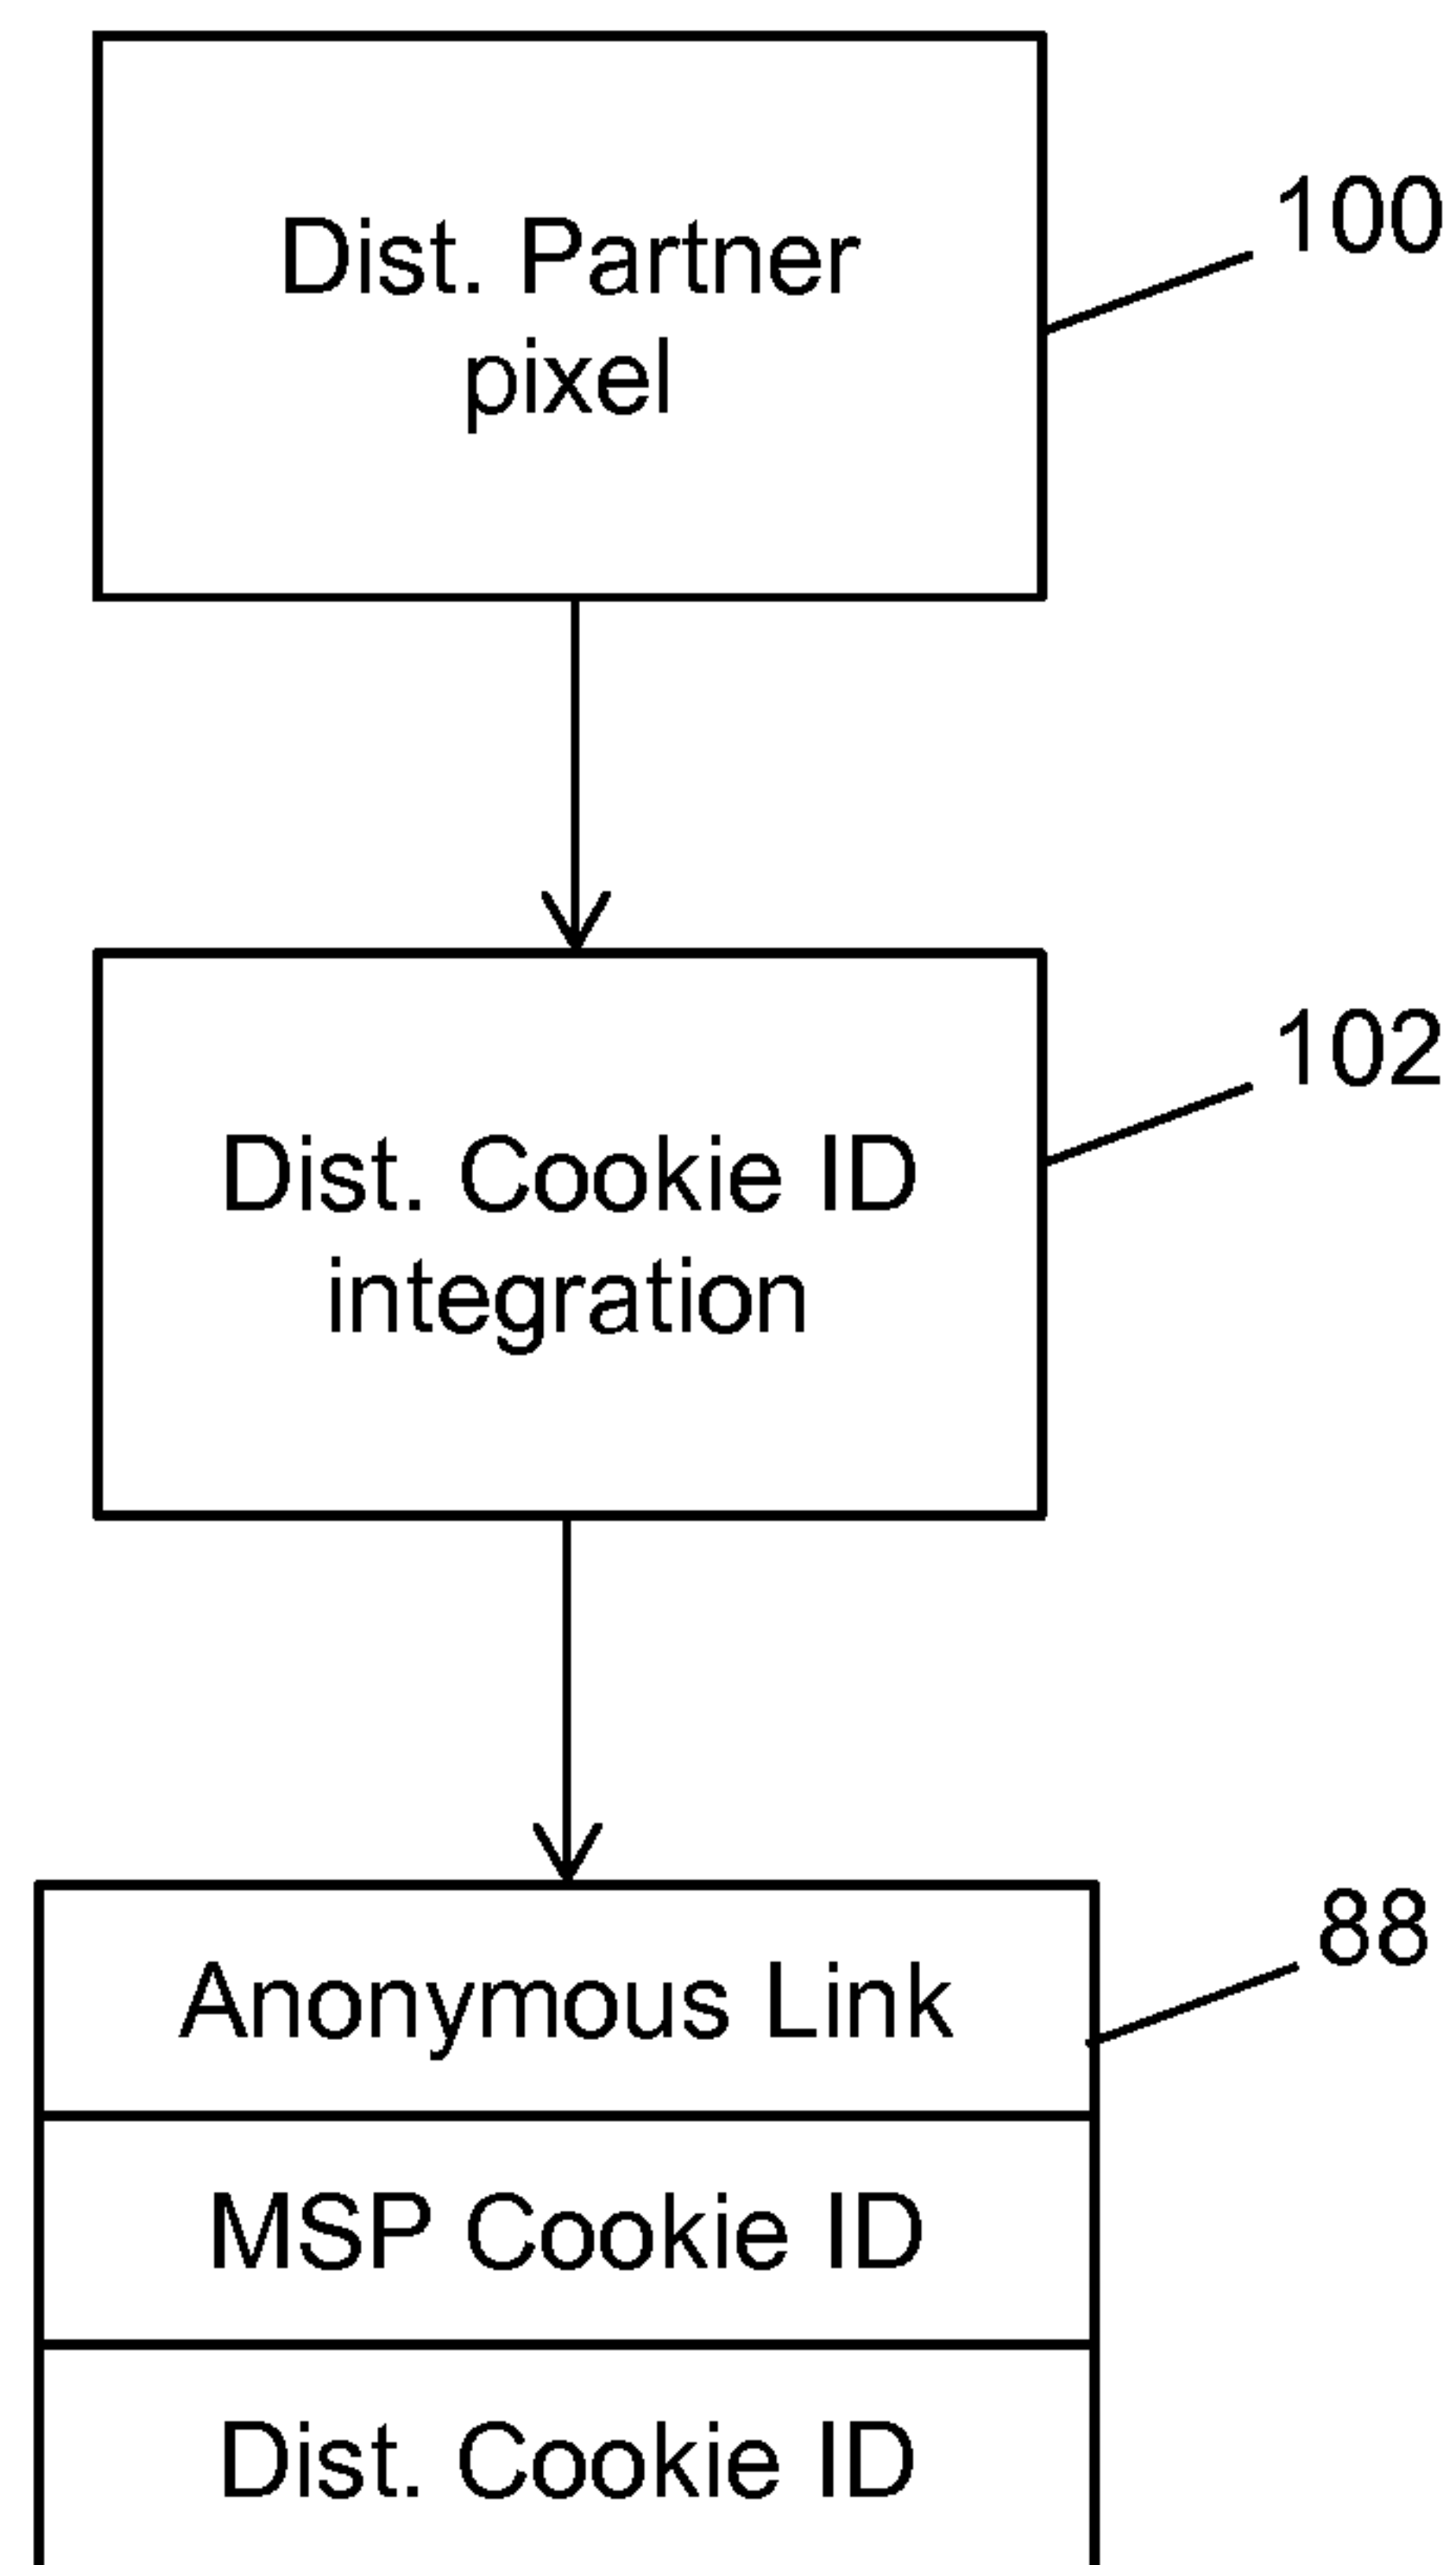 Dist. Partner
pixel
100
Dist. Cookie ID
integration
102
Anonymous Link
88
MSP Cookie ID
Dist. Cookie ID